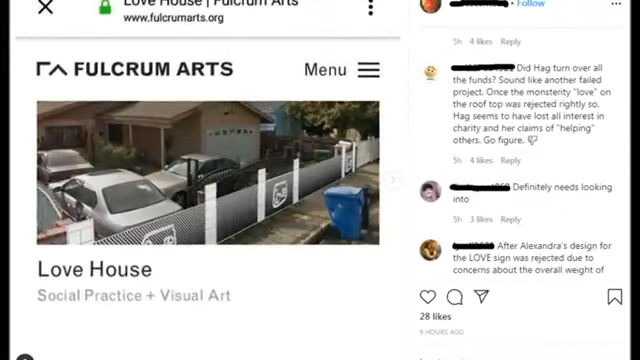 Love House | Fulcrum Arts
www.fulcrumarts.org
FULCRUM ARTS
Menu
Love House
Social Practice + Visual Art
Follow
5h 4 likes Reply
Did Hag turn over all
the funds? Sound like another failed
project. Once the monsterity "love" on
the roof top was rejected rightly so,
Hag seems to have lost all interest in
charity and her claims of "helping"
others. Go figure.
5h 4 likes Reply
Definitely needs looking
into
5h 3 likes Reply
After Alexandra's design for
the LOVE sign was rejected due to
concerns about the overall weight of
28 likes
9 HOURS AGO